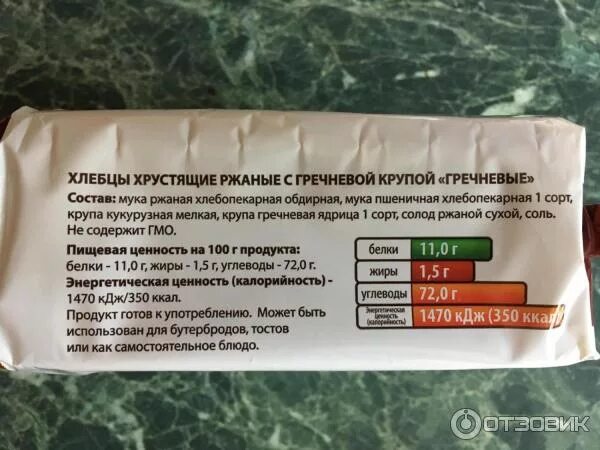 ХЛЕБЦЫ ХРУСТЯЩИЕ РЖАНЫЕ С ГРЕЧНЕВОЙ КРУПОЙ «ГРЕЧНЕВЫЕ»
Состав: мука ржаная хлебопекарная обдирная, мука пшеничная хлебопекарная 1 сорт,
крупа кукурузная мелкая, крупа гречневая ядрица 1 сорт, солод ржаной сухой, соль.
Не содержит ГМО.
Пищевая ценность на 100 г продукта:
белки - 11,0 г, жиры - 1,5 г, углеводы - 72,0 г.
Энергетическая ценность (калорийность) -
1470 кДж/350 ккал.
Продукт готов к употреблению. Может быть
использован для бутербродов, тостов
или как самостоятельное блюдо.
белки 11,0 г
жиры 1,5 г
углеводы 72,0 г
Энергетическая
ценность
(калорийность)
1470 кДж (350 ккал)
ОТЗОВИК